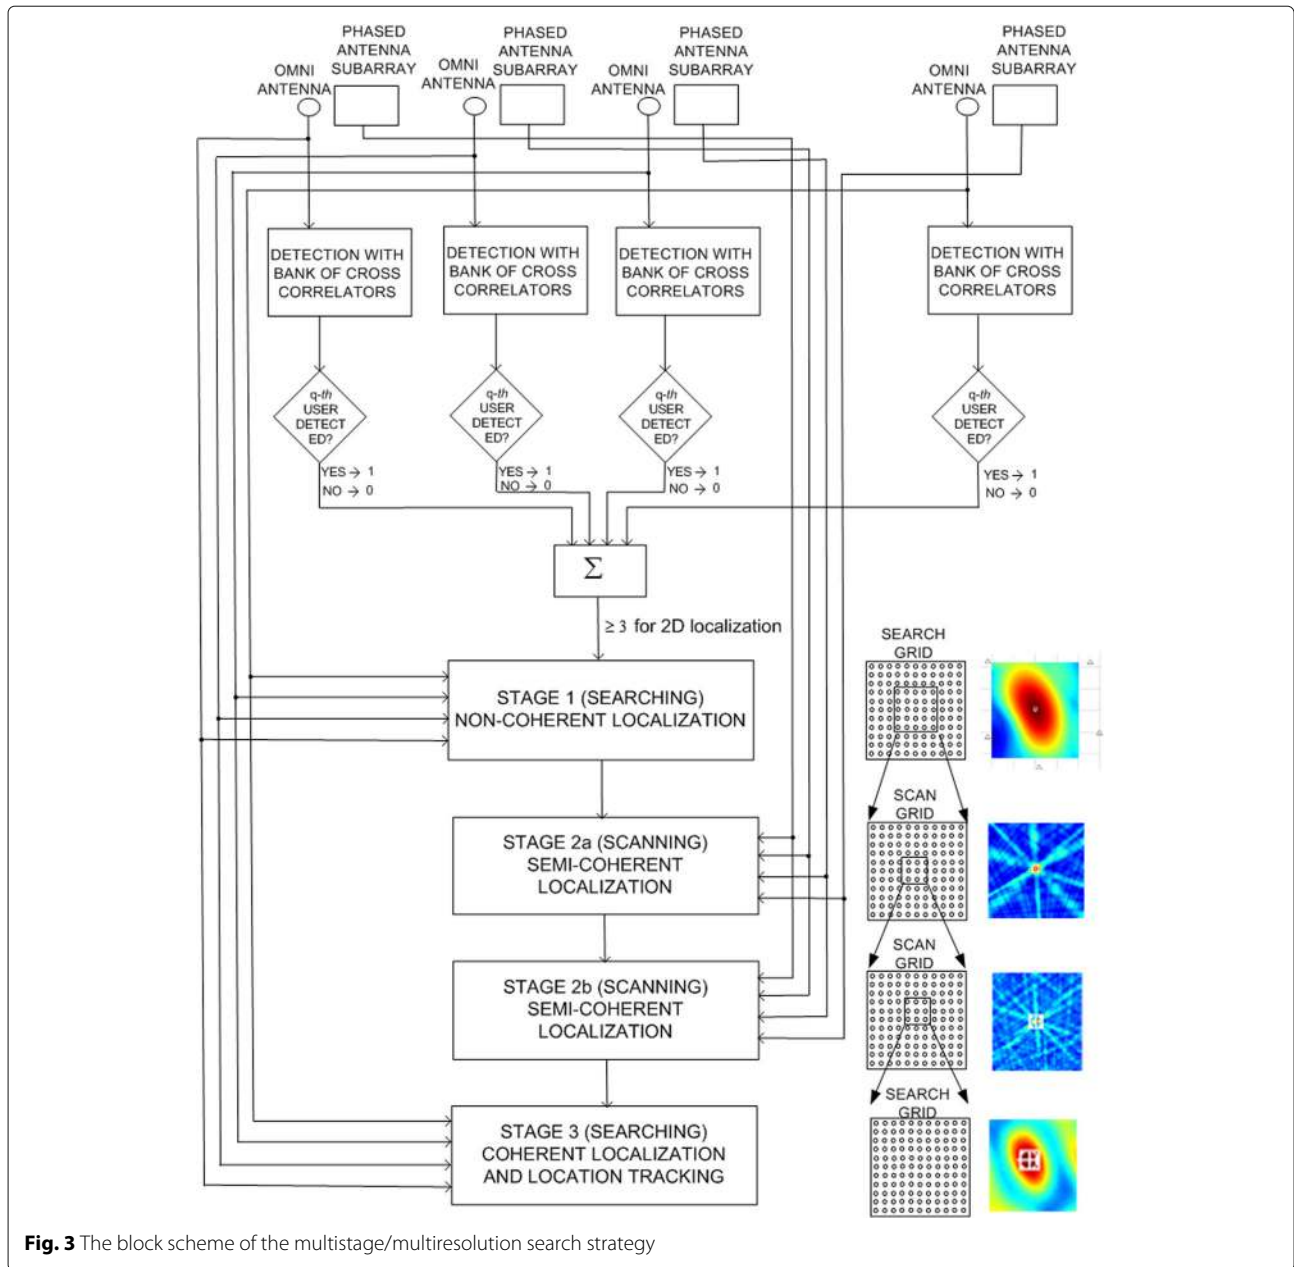 PHASED
ANTENNA
SUBARRAY
PHASED
ANTENNA
SUBARRAY
PHASED
ANTENNA
SUBARRAY
PHASED
ANTENNA
SUBARRAY
OMNI
ANTENNA
OMNI
ANTENNA
OMNI
ANTENNA
OMNI
ANTENNA
DETECTION WITH
BANK OF CROSS
CORRELATORS
DETECTION WITH
BANK OF CROSS
CORRELATORS
DETECTION WITH
BANK OF CROSS
CORRELATORS
DETECTION WITH
BANK OF CROSS
CORRELATORS
q-th
USER
DETECT
ED?
q-th
USER
DETECT
ED?
q-th
USER
DETECT
ED?
q-th
USER
DETECT
ED?
YES → 1
NO → 0
YES → 1
NO → 0
YES → 1
NO → 0
YES → 1
NO → 0
Σ
≥ 3 for 2D localization
STAGE 1 (SEARCHING)
NON-COHERENT LOCALIZATION
SEARCH
GRID
STAGE 2a (SCANNING)
SEMI-COHERENT
LOCALIZATION
SCAN
GRID
STAGE 2b (SCANNING)
SEMI-COHERENT
LOCALIZATION
SCAN
GRID
STAGE 3 (SEARCHING)
COHERENT LOCALIZATION
AND LOCATION TRACKING
SEARCH
GRID
Fig. 3 The block scheme of the multistage/multiresolution search strategy